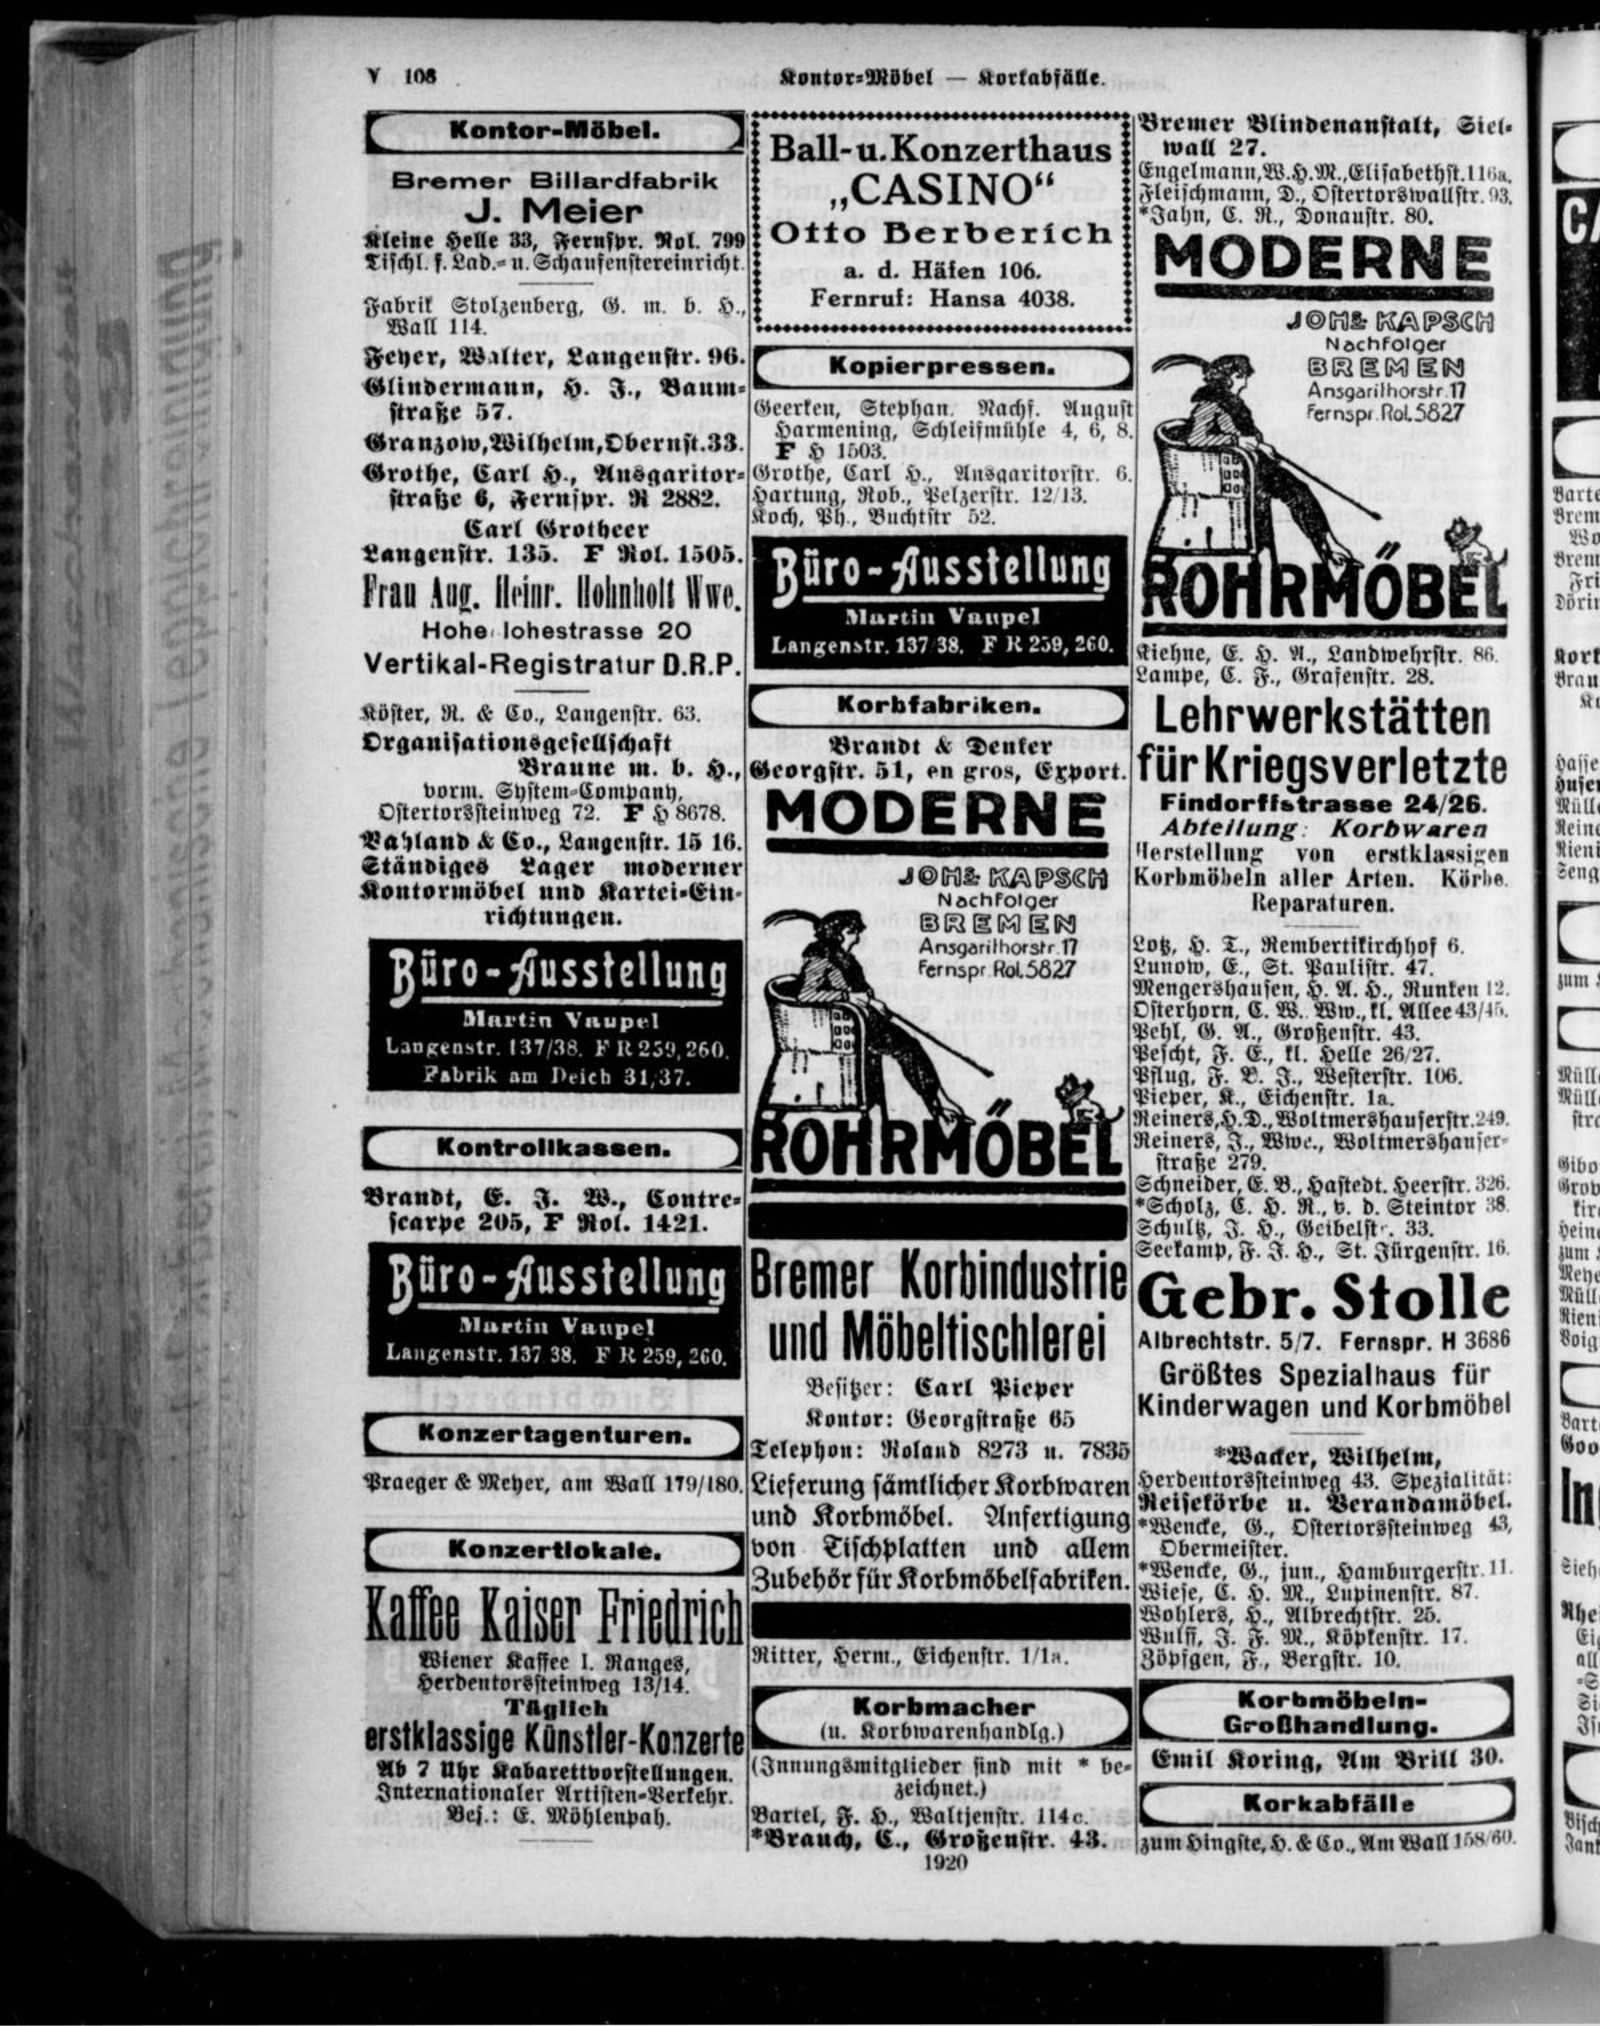 V 108
Kontor=Möbel — Korkabfälle.
Kontor-Möbel.
Bremer Billardfabrik
J. Meier
Kleine Helle 33, Fernspr. Rol. 799
Tischl. f. Lad.= u. Schaufenstereinricht.
Fabrik Stolzenberg, G. m. b. H.,
Wall 114.
Feyer, Walter, Langenstr. 96.
Glindermann, H. J., Baum=
straße 57.
Granzow, Wilhelm, Obernst. 33.
Grothe, Carl H., Ansgaritor=
straße 6, Fernspr. R 2882.
Carl Grotheer
Langenstr. 135. F Rol. 1505.
Frau Aug. Heinr. Hohnholt Wwe.
Hohenlohestrasse 20
Vertikal-Registratur D.R.P.
Köster, R. & Co., Langenstr. 63.
Organisationsgesellschaft
Braune m. b. H.,
vorm. System=Company,
Ostertorssteinweg 72. F H 8678.
Pahland & Co., Langenstr. 15 16.
Ständiges Lager moderner
Kontormöbel und Kartei=Ein=
richtungen.
Büro-Ausstellung
Martin Vaupel
Langenstr. 137/38. F R 259, 260.
Fabrik am Deich 31/37.
Kontrollkassen.
Brandt, E. J. W., Contre=
scarpe 205, F Rol. 1421.
Büro-Ausstellung
Martin Vaupel
Langenstr. 137 38. F R 259, 260.
Konzertagenturen.
Praeger & Meyer, am Wall 179/180.
Konzertlokale.
Kaffee Kaiser Friedrich
Wiener Kaffee I. Ranges,
Herdentorssteinweg 13/14.
Täglich
erstklassige Künstler-Konzerte
Ab 7 Uhr Kabarettvorstellungen.
Internationaler Artisten=Verkehr.
Bes.: E. Möhlenpah.
Ball- u. Konzerthaus
„CASINO“
Otto Berberich
a. d. Häfen 106.
Fernruf: Hansa 4038.
Kopierpressen.
Geerken, Stephan. Nachf. August
Harmening, Schleifmühle 4, 6, 8.
F H 1503.
Grothe, Carl H., Ansgaritorstr. 6.
Hartung, Rob., Pelzerstr. 12/13.
Koch, Ph., Buchtstr 52.
Büro-Ausstellung
Martin Vaupel
Langenstr. 137/38. F R 259, 260.
Korbfabriken.
Brandt & Denker
Georgstr. 51, en gros, Export.
MODERNE
JOHS KAPSCH
Nachfolger
BREMEN
Ansgarithorstr. 17
Fernspr. Rol. 5827
ROHRMÖBEL
Bremer Korbindustrie
und Möbeltischlerei
Besitzer: Carl Pieper
Kontor: Georgstraße 65
Telephon: Roland 8273 u. 7835
Lieferung sämtlicher Korbwaren
und Korbmöbel. Anfertigung
von Tischplatten und allem
Zubehör für Korbmöbelfabriken.
Ritter, Herm., Eichenstr. 1/1a.
Korbmacher
(u. Korbwarenhandlg.)
(Innungsmitglieder sind mit * be=
zeichnet.)
Bartel, F. H., Waltjenstr. 114c.
*Brauch, C., Großenstr. 43.
1920
Bremer Blindenanstalt, Siel=
wall 27.
Engelmann, W. H. M., Elisabethst. 116a.
Fleischmann, D., Ostertorswallstr. 93.
*Jahn, C. R., Donaustr. 80.
MODERNE
JOHS KAPSCH
Nachfolger
BREMEN
Ansgarithorstr. 17
Fernspr. Rol. 5827
ROHRMÖBEL
Kiehne, E. H. A., Landwehrstr. 86.
Lampe, C. F., Grafenstr. 28.
Lehrwerkstätten
für Kriegsverletzte
Findorffstrasse 24/26.
Abteilung: Korbwaren
Herstellung von erstklassigen
Korbmöbeln aller Arten. Körbe.
Reparaturen.
Lotz, H. T., Rembertikirchhof 6.
Lunow, E., St. Paulistr. 47.
Mengershausen, H. A. H., Runken 12.
Osterhorn, C. W. Ww., kl. Allee 43/45.
Pehl, G. A., Großenstr. 43.
Pescht, F. E., kl. Helle 26/27.
Pflug, F. B. J., Westerstr. 106.
Pieper, K., Eichenstr. 1a.
Reiners, H. D., Woltmershauserstr. 249.
Reiners, J., Wwe., Woltmershauser=
straße 279.
Schneider, E. B., Hastedt. Heerstr. 326.
*Scholz, C. H. R., v. d. Steintor 38.
Schultz, J. H., Geibelstr. 33.
Seekamp, F. J. H., St. Jürgenstr. 16.
Gebr. Stolle
Albrechtstr. 5/7. Fernspr. H 3686
Größtes Spezialhaus für
Kinderwagen und Korbmöbel
*Wacker, Wilhelm,
Herdentorssteinweg 43. Spezialität:
Reisekörbe u. Verandamöbel.
*Wencke, G., Ostertorssteinweg 43,
Obermeister.
*Wencke, G., jun., Hamburgerstr. 11.
Wiese, C. H. M., Lupinenstr. 87.
Wohlers, H., Albrechtstr. 25.
Wulff, J. F. M., Köpkenstr. 17.
Zöpfgen, F., Bergstr. 10.
Korbmöbeln-
Großhandlung.
Emil Koring, Am Brill 30.
Korkabfälle
zum Hingste, H. & Co., Am Wall 158/60.